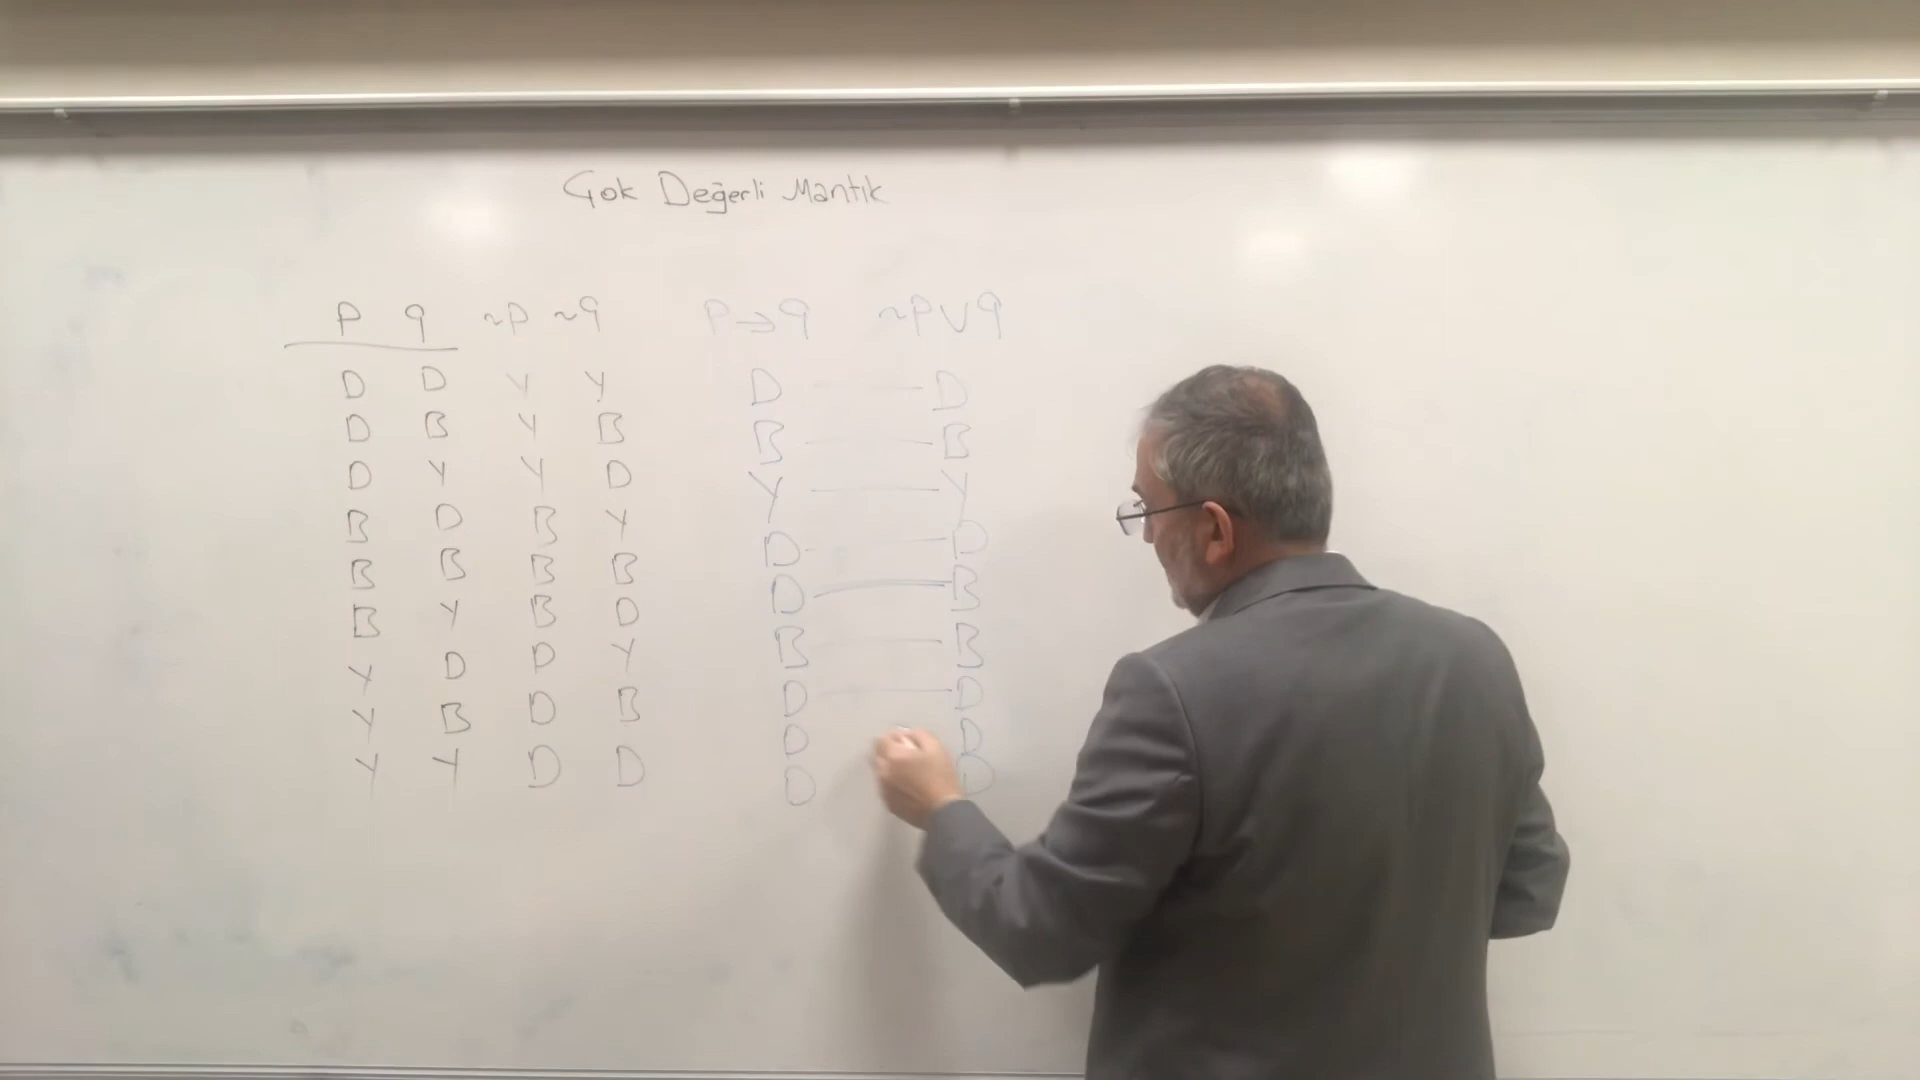 Çok Değerli Mantık
P q ~P ~q P→q ~P∨q
D D Y Y D D
D B Y B B B
D Y Y D Y Y
B D B Y D D
B B B B D B
B Y B D B B
Y D D Y D D
Y B D B D D
Y Y D D D D